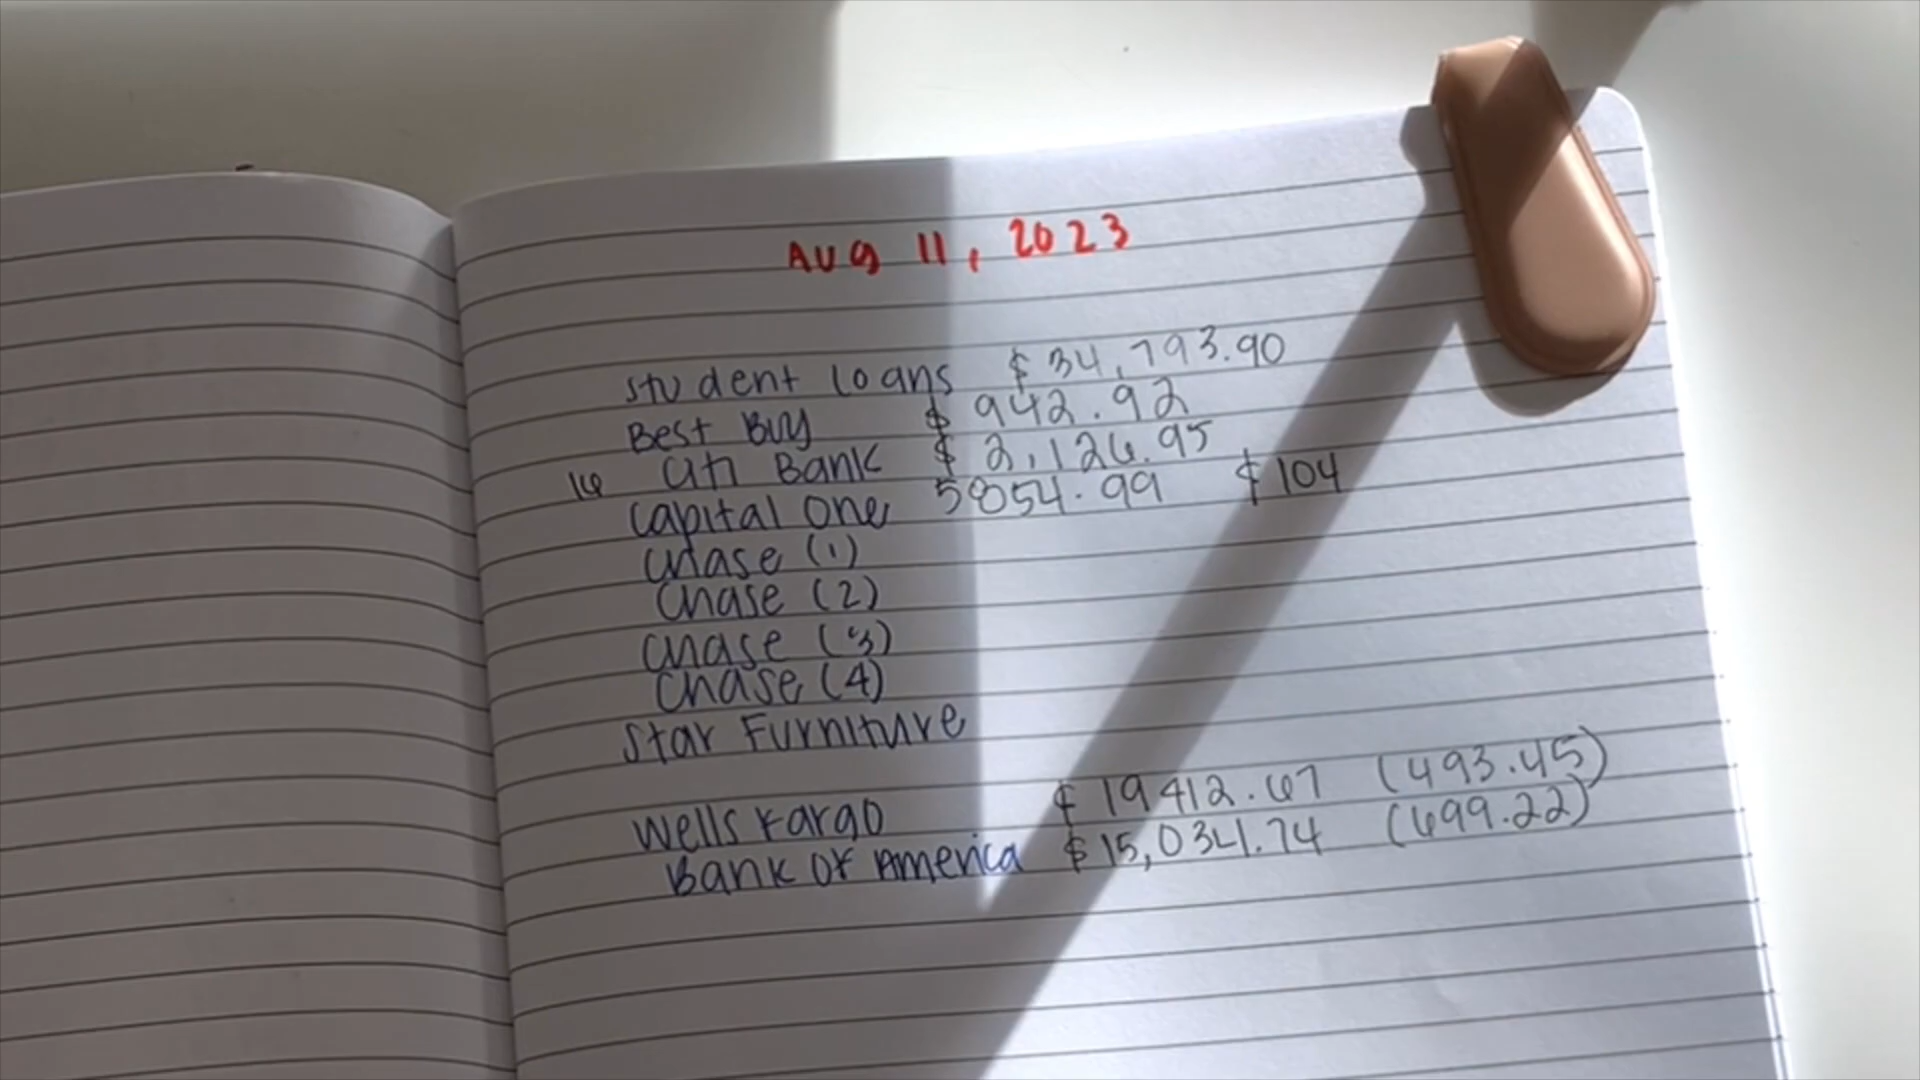 Aug 11, 2023
Student loans $ 34,793.90
Best Buy $ 942.92
16 Citi Bank $ 2,126.95
Capital One 5854.99 $ 104
Chase (1)
Chase (2)
Chase (3)
Chase (4)
Star Furniture
Wells Fargo $ 19412.67 (493.45)
Bank of America $ 15,034.74 (699.22)